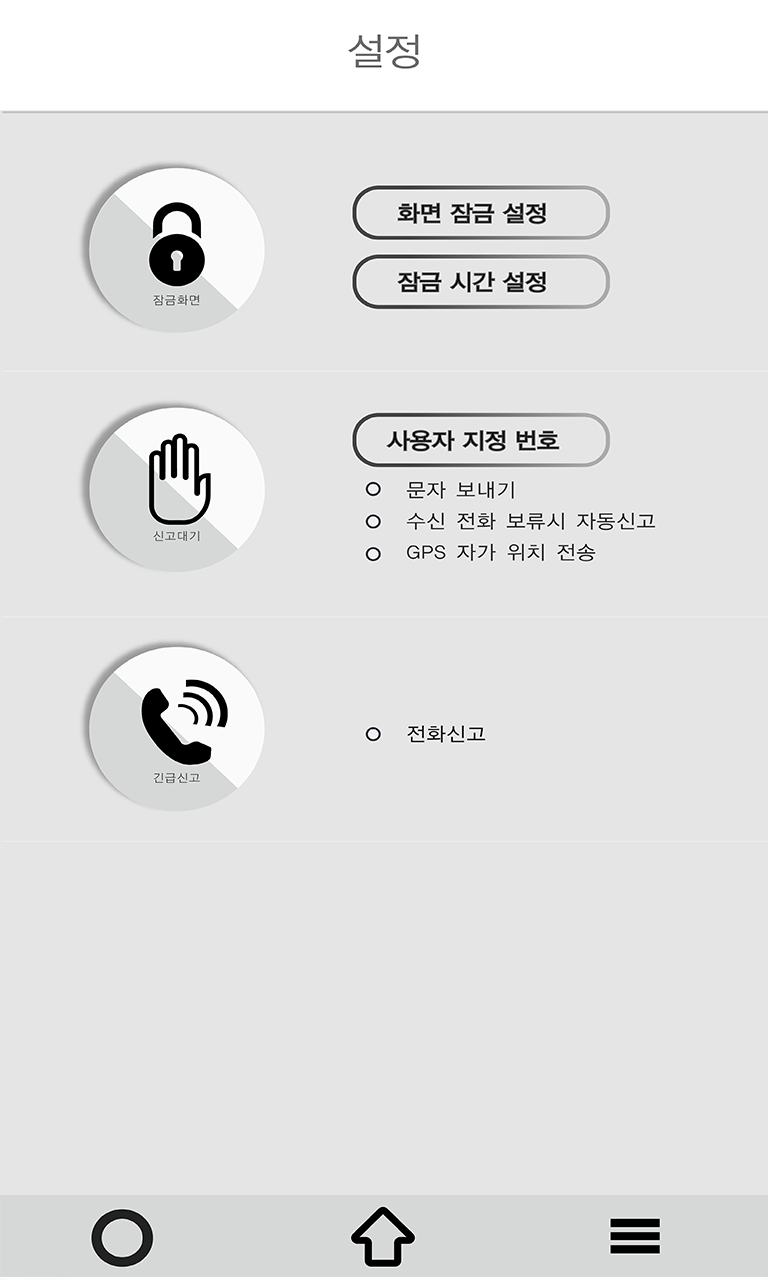 설정
잠금화면
화면 잠금 설정
잠금 시간 설정
신고대기
사용자 지정 번호
문자 보내기
수신 전화 보류시 자동신고
GPS 자가 위치 전송
긴급신고
전화신고